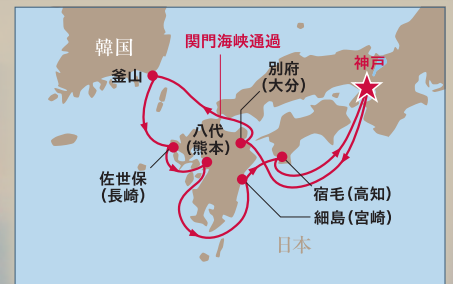 韓国
関門海峡通過
神戸
釜山
別府
(大分)
八代
(熊本)
佐世保
(長崎)
宿毛(高知)
細島(宮崎)
日本